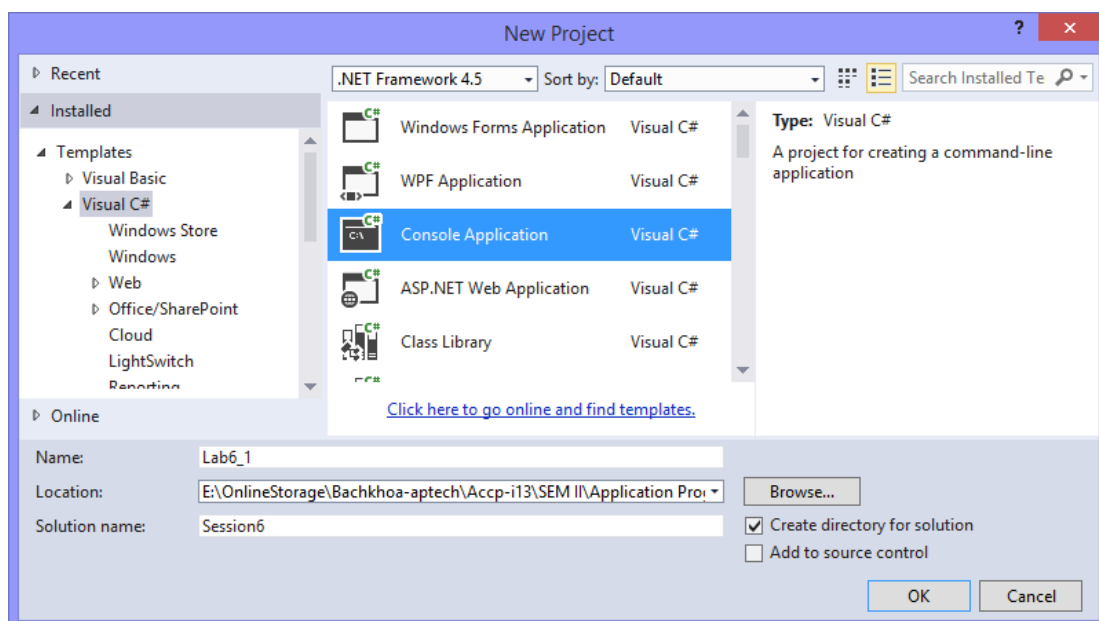 New Project
?
×
Recent
Installed
Templates
Visual Basic
Visual C#
Windows Store
Windows
Web
Office/SharePoint
Cloud
LightSwitch
Reporting
Online
.NET Framework 4.5 Sort by: Default
Search Installed Te
C# Windows Forms Application Visual C#
C# WPF Application Visual C#
C# C:\ Console Application Visual C#
C# ASP.NET Web Application Visual C#
C# Class Library Visual C#
C#
Click here to go online and find templates.
Type: Visual C#
A project for creating a command-line
application
Name: Lab6_1
Location: E:\OnlineStorage\Bachkhoa-aptech\Accp-i13\SEM II\Application Pro
Browse...
Solution name: Session6
Create directory for solution
Add to source control
OK Cancel